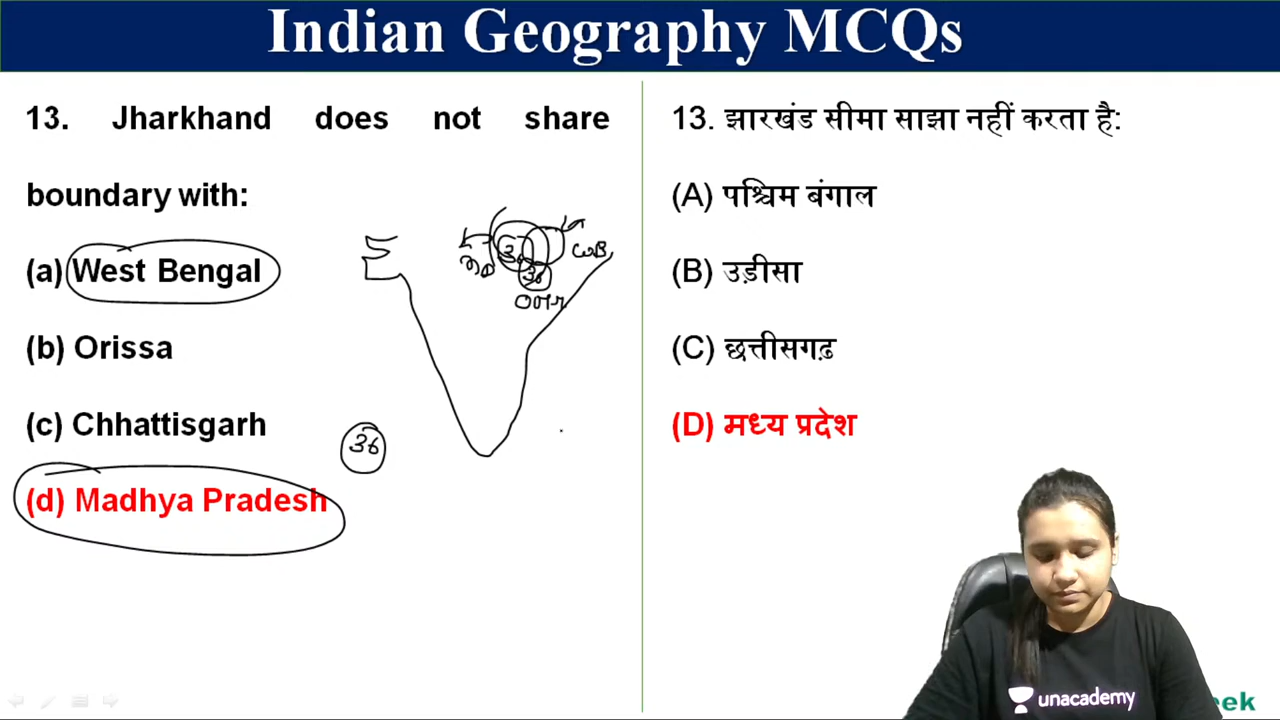 Indian Geography MCQs
13. Jharkhand does not share
boundary with:
(a) West Bengal
(b) Orissa
(c) Chhattisgarh
(d) Madhya Pradesh
36
WB
13. झारखंड सीमा साझा नहीं करता है:
(A) पश्चिम बंगाल
(B) उड़ीसा
(C) छत्तीसगढ़
(D) मध्य प्रदेश
unacademy
eek